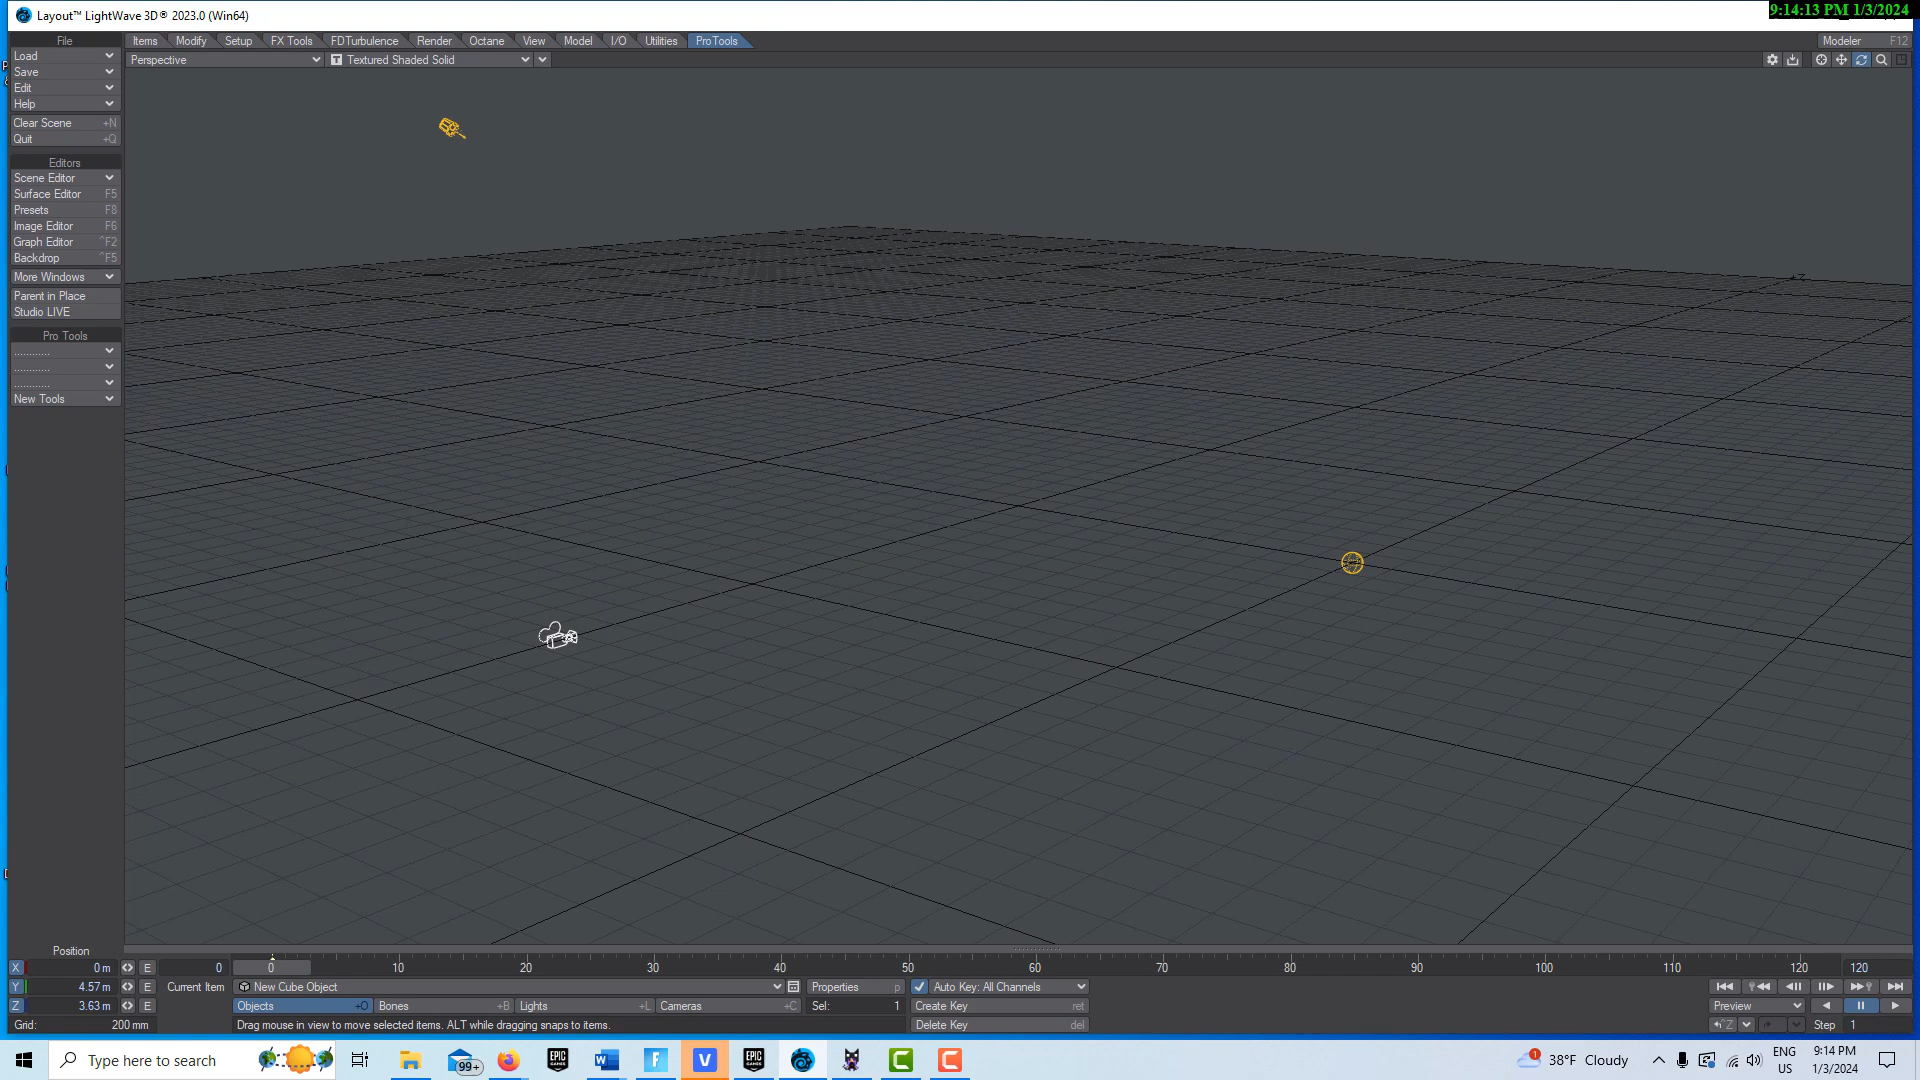 Layout™ LightWave 3D® 2023.0 (Win64)
9:14:13 PM 1/3/2024
File
Items Modify Setup FX Tools FDTurbulence Render Octane View Model I/O Utilities ProTools
Modeler F12
Load
Perspective
T Textured Shaded Solid
Save
Edit
Help
Clear Scene +N
Quit +Q
Editors
Scene Editor
Surface Editor F5
Presets F8
Image Editor F6
Graph Editor ^F2
Backdrop ^F5
More Windows
Parent in Place
Studio LIVE
Pro Tools
............
............
............
New Tools
+Z
Position
X 0 m E 0
0 10 20 30 40 50 60 70 80 90 100 110 120 120
Y 4.57 m E Current Item New Cube Object Properties p Auto Key: All Channels
Z 3.63 m E Objects +O Bones +B Lights +L Cameras +C Sel: 1 Create Key ret Preview
Grid: 200 mm Drag mouse in view to move selected items. ALT while dragging snaps to items. Delete Key del Z Step 1
Type here to search
99+
EPIC GAMES
W
F
V
EPIC GAMES
C
C
1
38°F Cloudy
ENG
US
9:14 PM
1/3/2024